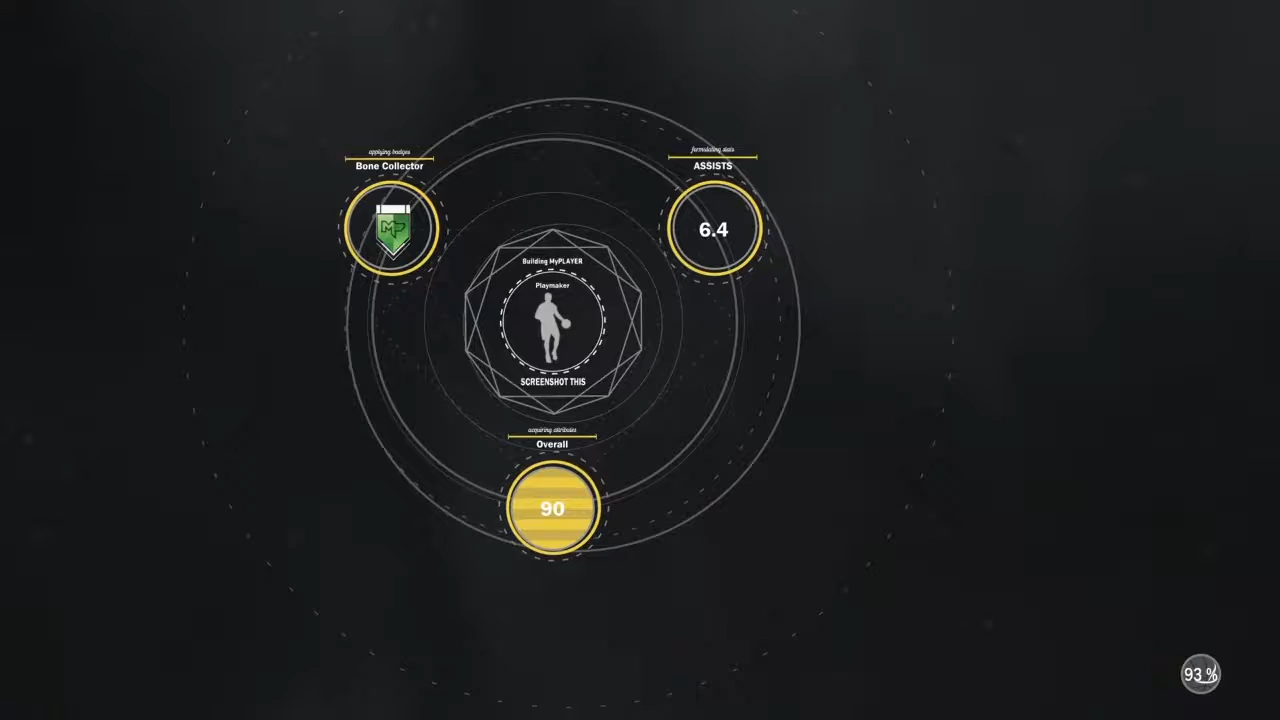 applying badges
Bone Collector
MP
formulating stats
ASSISTS
6.4
Building MyPLAYER
Playmaker
SCREENSHOT THIS
acquiring attributes
Overall
90
93 %